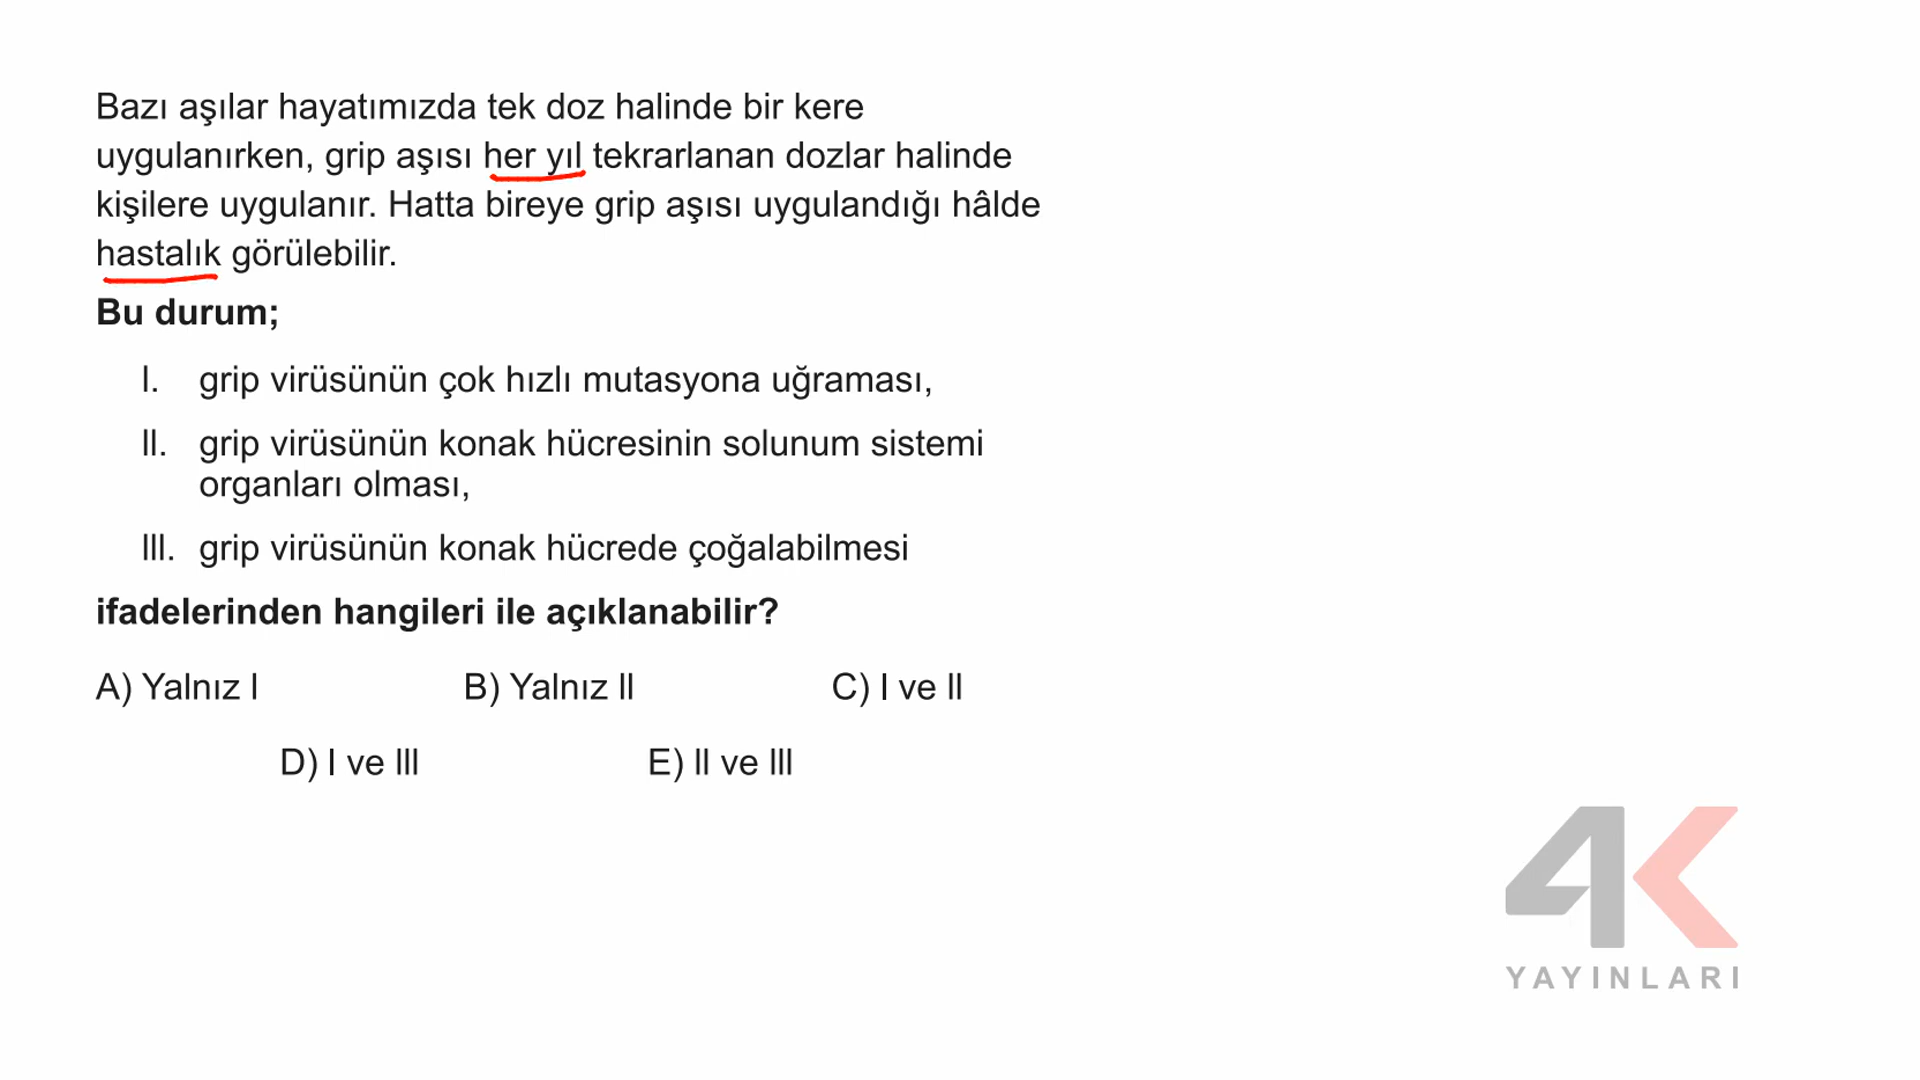 Bazı aşılar hayatımızda tek doz halinde bir kere
uygulanırken, grip aşısı her yıl tekrarlanan dozlar halinde
kişilere uygulanır. Hatta bireye grip aşısı uygulandığı hâlde
hastalık görülebilir.
Bu durum;
I. grip virüsünün çok hızlı mutasyona uğraması,
II. grip virüsünün konak hücresinin solunum sistemi
organları olması,
III. grip virüsünün konak hücrede çoğalabilmesi
ifadelerinden hangileri ile açıklanabilir?
A) Yalnız I B) Yalnız II C) I ve II
D) I ve III E) II ve III
4K
YAYINLARI